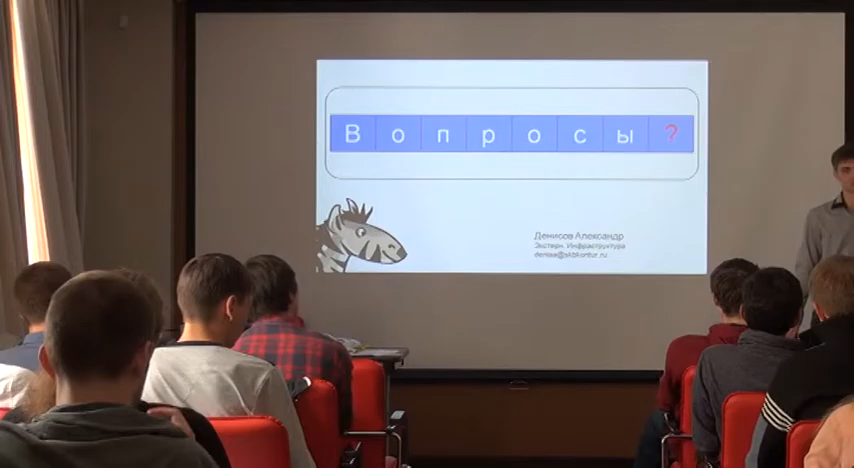 Вопросы?
Денисов Александр
Экстерн. Инфраструктура
denisa@skbkontur.ru